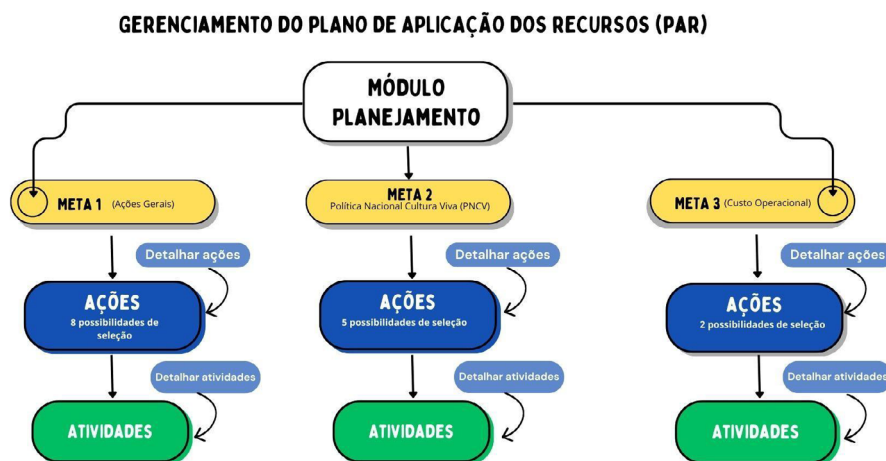 GERENCIAMENTO DO PLANO DE APLICAÇÃO DOS RECURSOS (PAR)
MÓDULO
PLANEJAMENTO
META 1 (Ações Gerais)
META 2
Política Nacional Cultura Viva (PNCV)
META 3 (Custo Operacional)
Detalhar ações
Detalhar ações
Detalhar ações
AÇÕES
8 possibilidades de
seleção
AÇÕES
5 possibilidades de seleção
AÇÕES
2 possibilidades de seleção
Detalhar atividades
Detalhar atividades
Detalhar atividades
ATIVIDADES
ATIVIDADES
ATIVIDADES